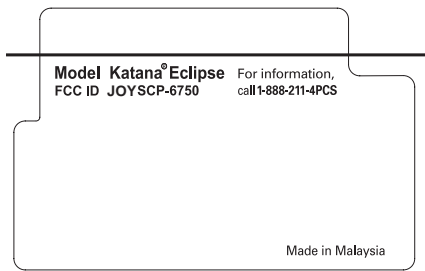 Model Katana® Eclipse For information,
FCC ID JOYSCP-6750 call 1-888-211-4PCS
Made in Malaysia